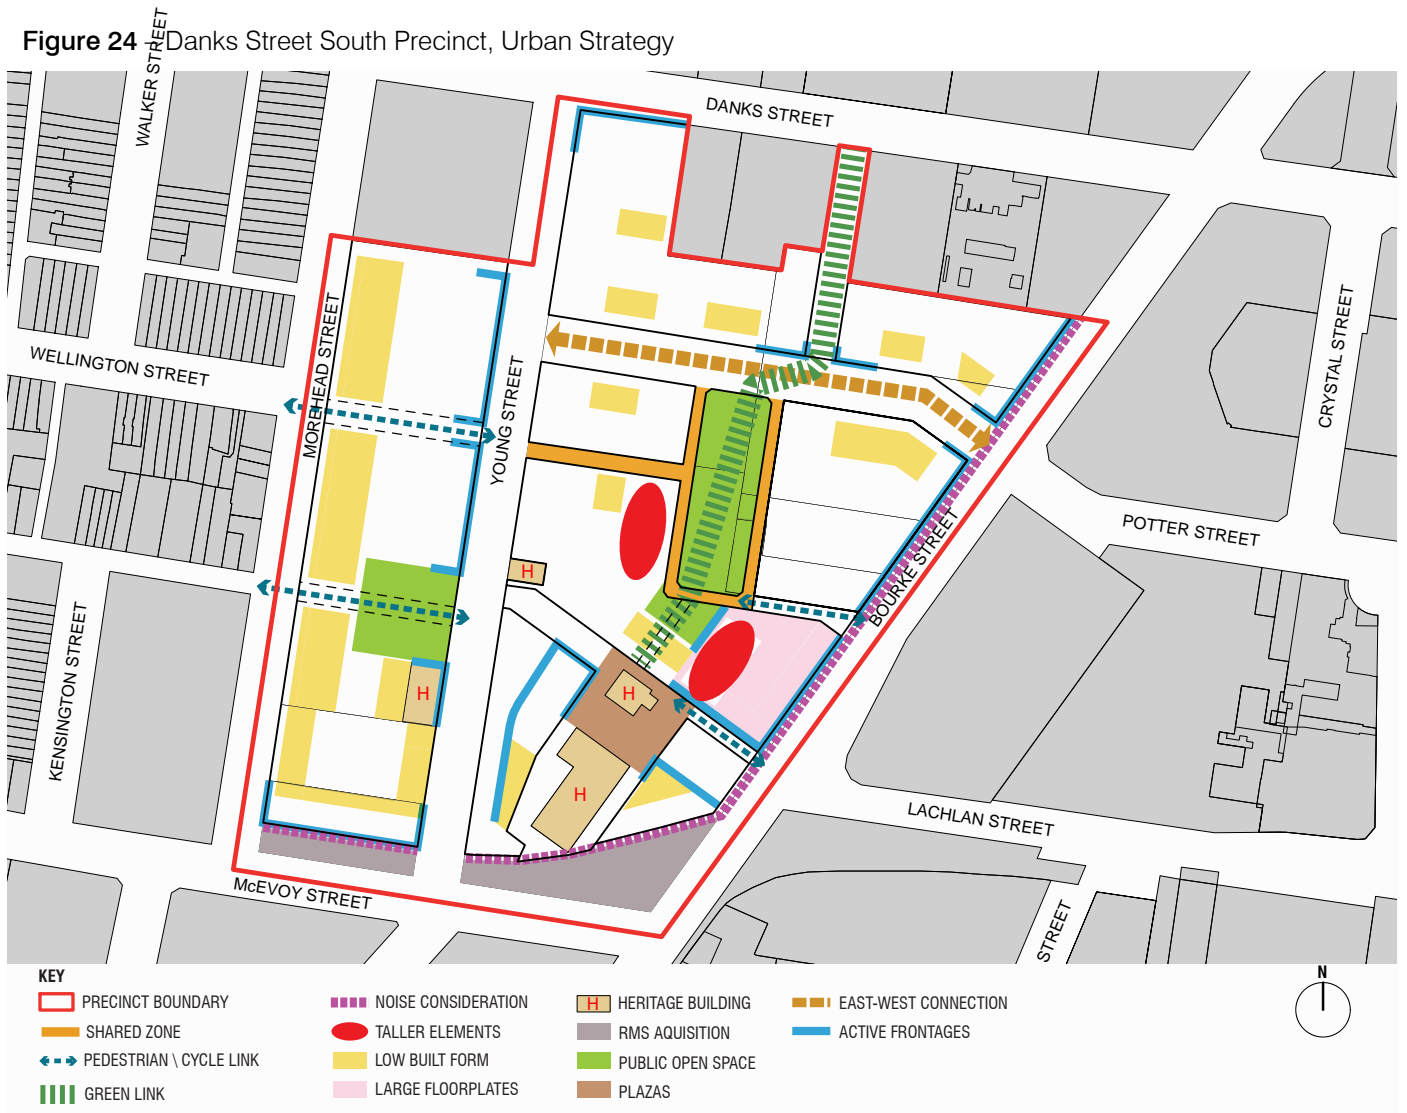 Figure 24 – Danks Street South Precinct, Urban Strategy
WALKER STREET
DANKS STREET
WELLINGTON STREET
MOREHEAD STREET
YOUNG STREET
CRYSTAL STREET
POTTER STREET
BOURKE STREET
KENSINGTON STREET
H
H
H
H
LACHLAN STREET
McEVOY STREET
STREET
KEY
PRECINCT BOUNDARY
SHARED ZONE
PEDESTRIAN \ CYCLE LINK
GREEN LINK
NOISE CONSIDERATION
TALLER ELEMENTS
LOW BUILT FORM
LARGE FLOORPLATES
H HERITAGE BUILDING
RMS AQUISITION
PUBLIC OPEN SPACE
PLAZAS
EAST-WEST CONNECTION
ACTIVE FRONTAGES
N